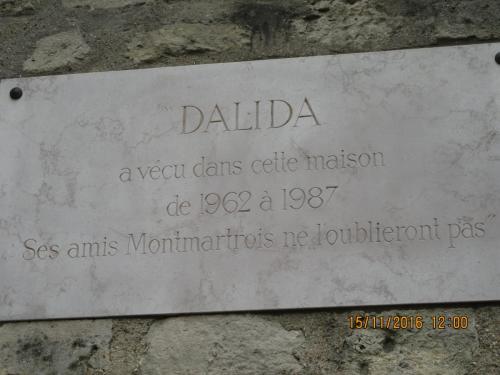 DALIDA
a vécu dans cette maison
de 1962 à 1987
"Ses amis Montmartrois ne l'oublieront pas"
15/11/2016 12:00